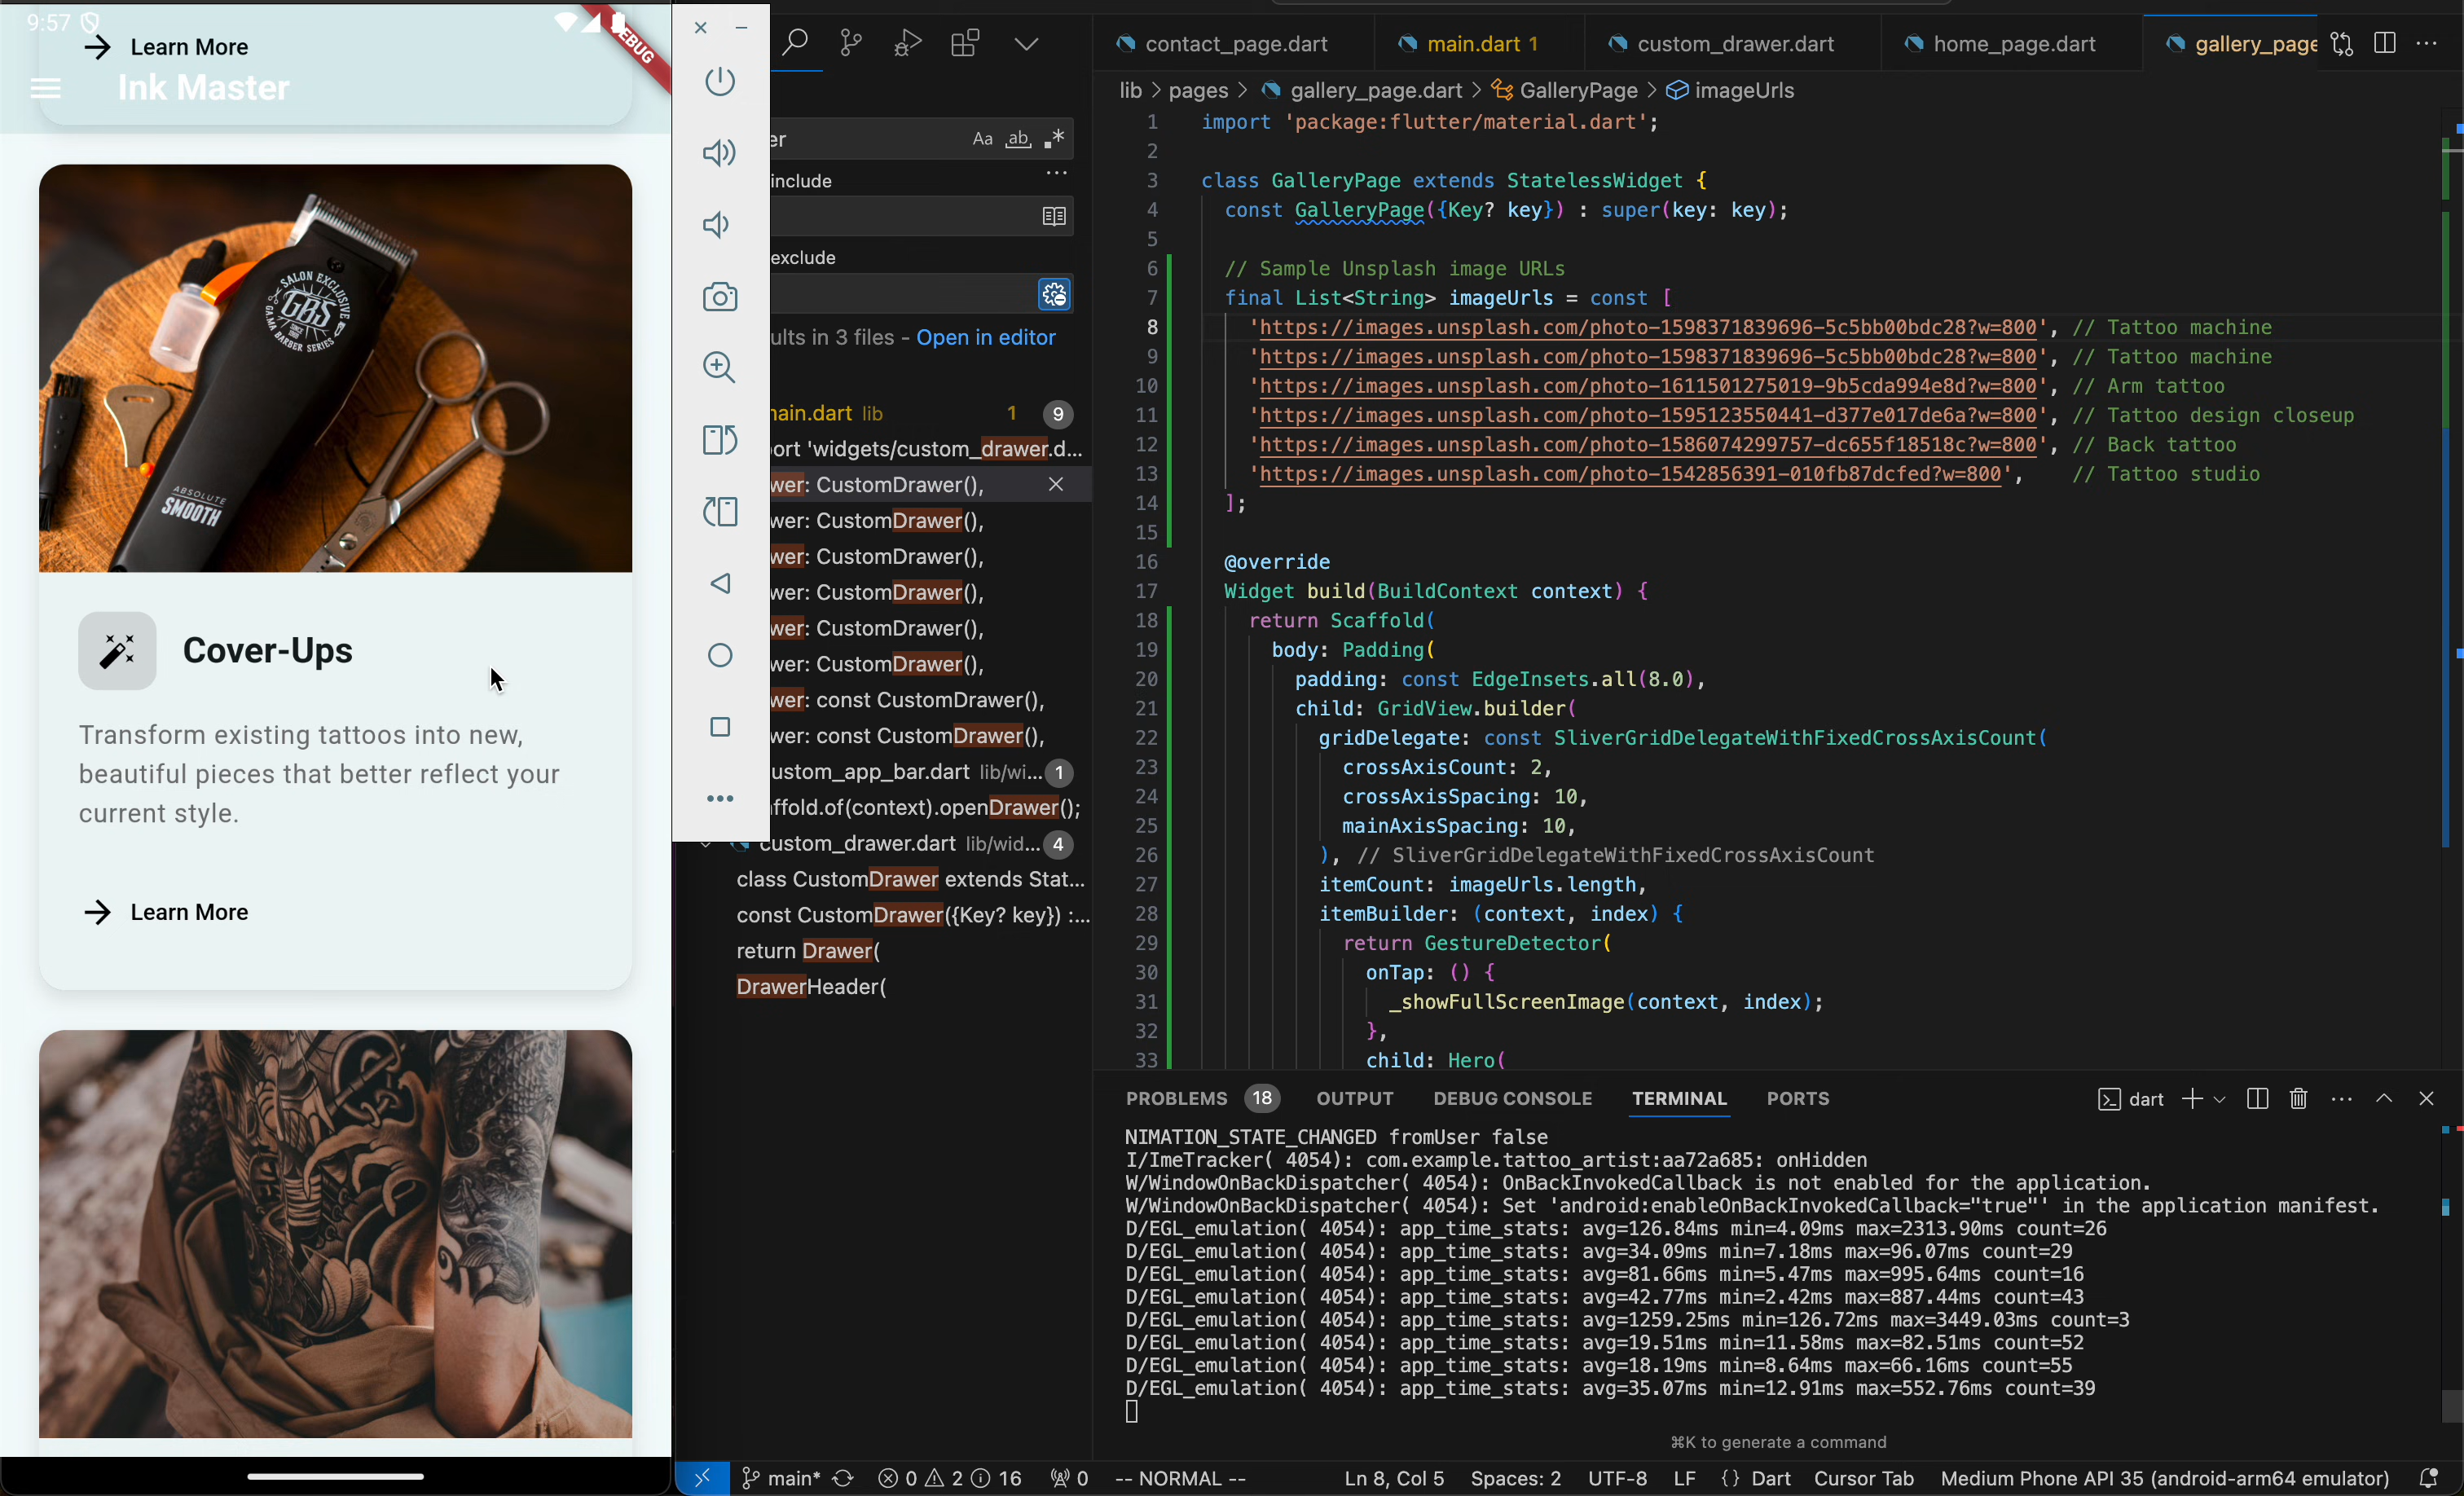 9:57
DEBUG
Learn More
Ink Master
SALON EXCLUSIVE
GBS
SINCE 1969
GA.MA BARBER SERIES
ABSOLUTE
SMOOTH
Cover-Ups
Transform existing tattoos into new,
beautiful pieces that better reflect your
current style.
Learn More
er
Aa ab
include
exclude
ults in 3 files - Open in editor
main.dart lib 1 9
ort 'widgets/custom_drawer.d...
wer: CustomDrawer(),
wer: CustomDrawer(),
wer: CustomDrawer(),
wer: CustomDrawer(),
wer: CustomDrawer(),
wer: CustomDrawer(),
wer: const CustomDrawer(),
wer: const CustomDrawer(),
ustom_app_bar.dart lib/wi... 1
ffold.of(context).openDrawer();
custom_drawer.dart lib/wid... 4
class CustomDrawer extends Stat...
const CustomDrawer({Key? key}) :...
return Drawer(
DrawerHeader(
contact_page.dart
main.dart 1
custom_drawer.dart
home_page.dart
gallery_page
lib > pages > gallery_page.dart > GalleryPage > imageUrls
1 import 'package:flutter/material.dart';
2
3 class GalleryPage extends StatelessWidget {
4 const GalleryPage({Key? key}) : super(key: key);
5
6 // Sample Unsplash image URLs
7 final List<String> imageUrls = const [
8 'https://images.unsplash.com/photo-1598371839696-5c5bb00bdc28?w=800', // Tattoo machine
9 'https://images.unsplash.com/photo-1598371839696-5c5bb00bdc28?w=800', // Tattoo machine
10 'https://images.unsplash.com/photo-1611501275019-9b5cda994e8d?w=800', // Arm tattoo
11 'https://images.unsplash.com/photo-1595123550441-d377e017de6a?w=800', // Tattoo design closeup
12 'https://images.unsplash.com/photo-1586074299757-dc655f18518c?w=800', // Back tattoo
13 'https://images.unsplash.com/photo-1542856391-010fb87dcfed?w=800', // Tattoo studio
14 ];
15
16 @override
17 Widget build(BuildContext context) {
18 return Scaffold(
19 body: Padding(
20 padding: const EdgeInsets.all(8.0),
21 child: GridView.builder(
22 gridDelegate: const SliverGridDelegateWithFixedCrossAxisCount(
23 crossAxisCount: 2,
24 crossAxisSpacing: 10,
25 mainAxisSpacing: 10,
26 ), // SliverGridDelegateWithFixedCrossAxisCount
27 itemCount: imageUrls.length,
28 itemBuilder: (context, index) {
29 return GestureDetector(
30 onTap: () {
31 _showFullScreenImage(context, index);
32 },
33 child: Hero(
PROBLEMS 18 OUTPUT DEBUG CONSOLE TERMINAL PORTS
dart
NIMATION_STATE_CHANGED fromUser false
I/ImeTracker( 4054): com.example.tattoo_artist:aa72a685: onHidden
W/WindowOnBackDispatcher( 4054): OnBackInvokedCallback is not enabled for the application.
W/WindowOnBackDispatcher( 4054): Set 'android:enableOnBackInvokedCallback="true"' in the application manifest.
D/EGL_emulation( 4054): app_time_stats: avg=126.84ms min=4.09ms max=2313.90ms count=26
D/EGL_emulation( 4054): app_time_stats: avg=34.09ms min=7.18ms max=96.07ms count=29
D/EGL_emulation( 4054): app_time_stats: avg=81.66ms min=5.47ms max=995.64ms count=16
D/EGL_emulation( 4054): app_time_stats: avg=42.77ms min=2.42ms max=887.44ms count=43
D/EGL_emulation( 4054): app_time_stats: avg=1259.25ms min=126.72ms max=3449.03ms count=3
D/EGL_emulation( 4054): app_time_stats: avg=19.51ms min=11.58ms max=82.51ms count=52
D/EGL_emulation( 4054): app_time_stats: avg=18.19ms min=8.64ms max=66.16ms count=55
D/EGL_emulation( 4054): app_time_stats: avg=35.07ms min=12.91ms max=552.76ms count=39
⌘K to generate a command
main* 0 2 16 0 -- NORMAL -- Ln 8, Col 5 Spaces: 2 UTF-8 LF {} Dart Cursor Tab Medium Phone API 35 (android-arm64 emulator)